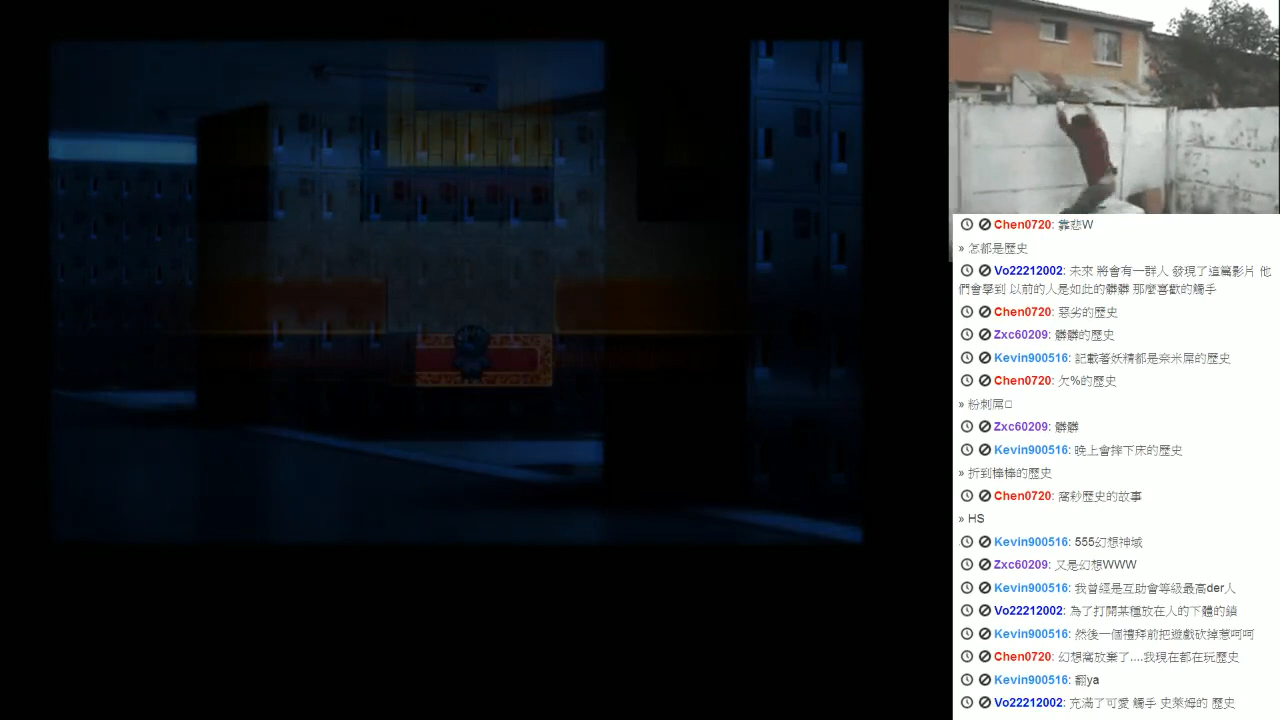 Chen0720: 靠悲W
» 怎都是歷史
Vo22212002: 未來 將會有一群人 發現了這篇影片 他
們會學到 以前的人是如此的髒髒 那麼喜歡的觸手
Chen0720: 惡劣的歷史
Zxc60209: 髒髒的歷史
Kevin900516: 記載著妖精都是奈米屌的歷史
Chen0720: 欠%的歷史
» 粉刺屌□
Zxc60209: 髒髒
Kevin900516: 晚上會摔下床的歷史
» 折到棒棒的歷史
Chen0720: 窩秒歷史的故事
» HS
Kevin900516: 555幻想神域
Zxc60209: 又是幻想WWW
Kevin900516: 我曾經是互助會等級最高der人
Vo22212002: 為了打開某種放在人的下體的鎖
Kevin900516: 然後一個禮拜前把遊戲砍掉惹呵呵
Chen0720: 幻想窩放棄了....我現在都在玩歷史
Kevin900516: 翻ya
Vo22212002: 充滿了可愛 觸手 史萊姆的 歷史